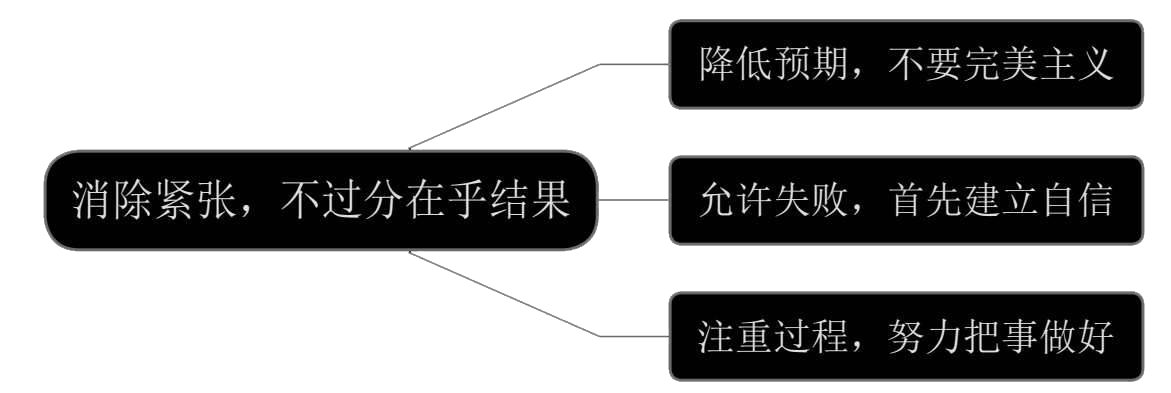 降低预期，不要完美主义
消除紧张，不过分在乎结果
允许失败，首先建立自信
注重过程，努力把事做好